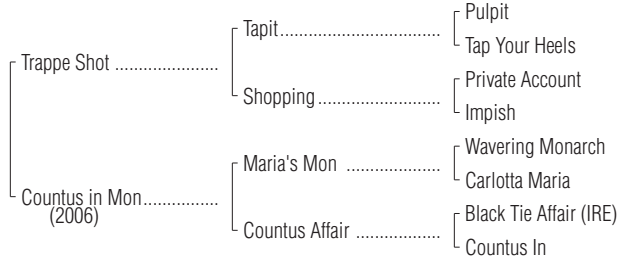 Pulpit
Tapit
Tap Your Heels
Trappe Shot
Private Account
Shopping
Impish
Wavering Monarch
Maria's Mon
Carlotta Maria
Countus in Mon
(2006)
Black Tie Affair (IRE)
Countus Affair
Countus In